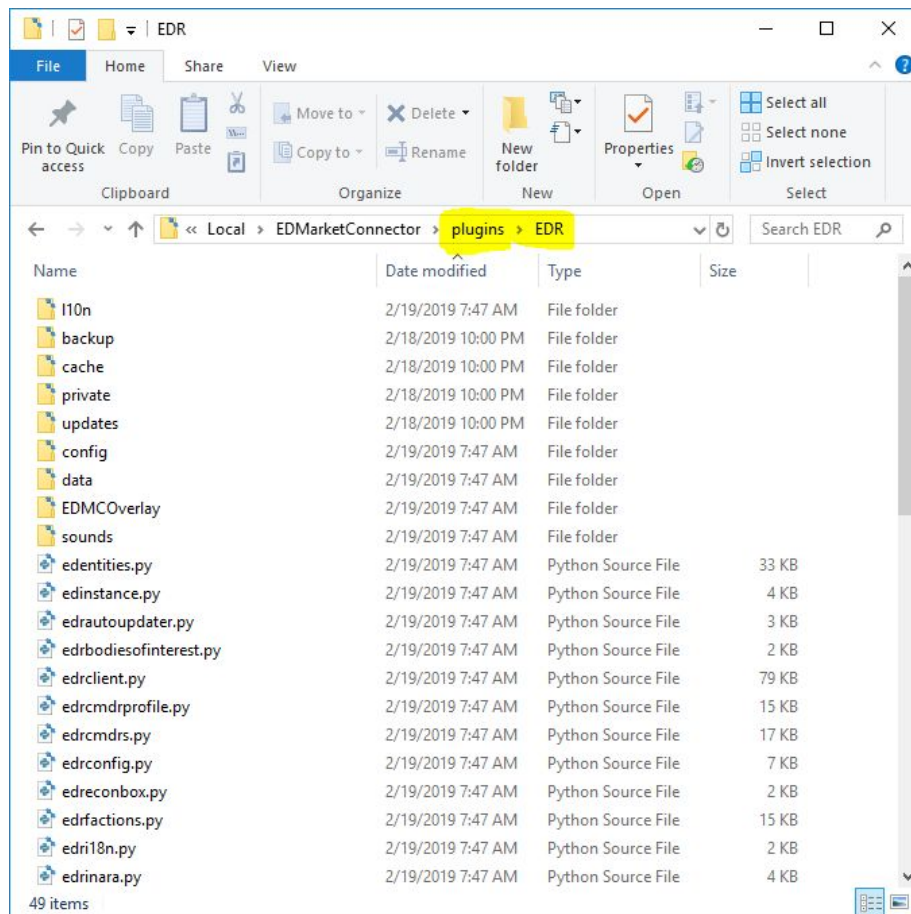 EDR
File Home Share View
Pin to Quick access Copy Paste
Move to Copy to Delete Rename
New folder
Properties
Select all
Select none
Invert selection
Clipboard Organize New Open Select
« Local › EDMarketConnector › plugins › EDR Search EDR
Name Date modified Type Size
l10n 2/19/2019 7:47 AM File folder
backup 2/18/2019 10:00 PM File folder
cache 2/18/2019 10:00 PM File folder
private 2/18/2019 10:00 PM File folder
updates 2/18/2019 10:00 PM File folder
config 2/19/2019 7:47 AM File folder
data 2/19/2019 7:47 AM File folder
EDMCOverlay 2/19/2019 7:47 AM File folder
sounds 2/19/2019 7:47 AM File folder
edentities.py 2/19/2019 7:47 AM Python Source File 33 KB
edinstance.py 2/19/2019 7:47 AM Python Source File 4 KB
edrautoupdater.py 2/19/2019 7:47 AM Python Source File 3 KB
edrbodiesofinterest.py 2/19/2019 7:47 AM Python Source File 2 KB
edrclient.py 2/19/2019 7:47 AM Python Source File 79 KB
edrcmdrprofile.py 2/19/2019 7:47 AM Python Source File 15 KB
edrcmdrs.py 2/19/2019 7:47 AM Python Source File 17 KB
edrconfig.py 2/19/2019 7:47 AM Python Source File 7 KB
edreconbox.py 2/19/2019 7:47 AM Python Source File 2 KB
edrfactions.py 2/19/2019 7:47 AM Python Source File 15 KB
edri18n.py 2/19/2019 7:47 AM Python Source File 2 KB
edrinara.py 2/19/2019 7:47 AM Python Source File 4 KB
49 items